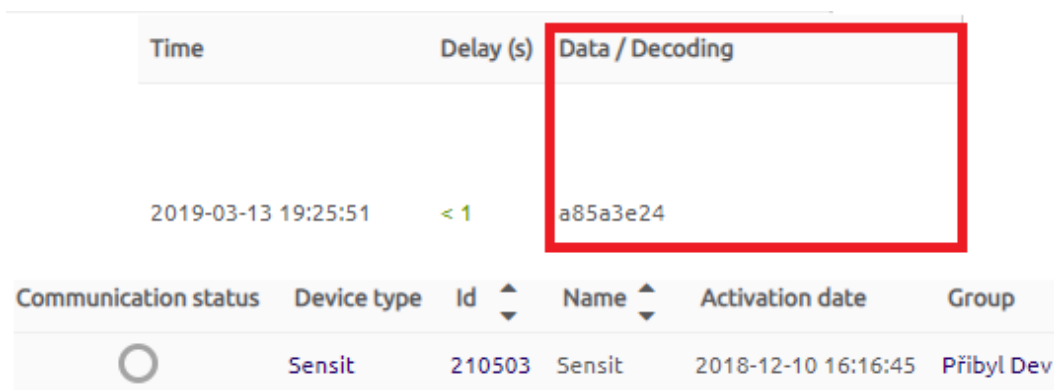 Time Delay (s) Data / Decoding
2019-03-13 19:25:51 < 1 a85a3e24
Communication status Device type Id Name Activation date Group
Sensit 210503 Sensit 2018-12-10 16:16:45 Přibyl Dev